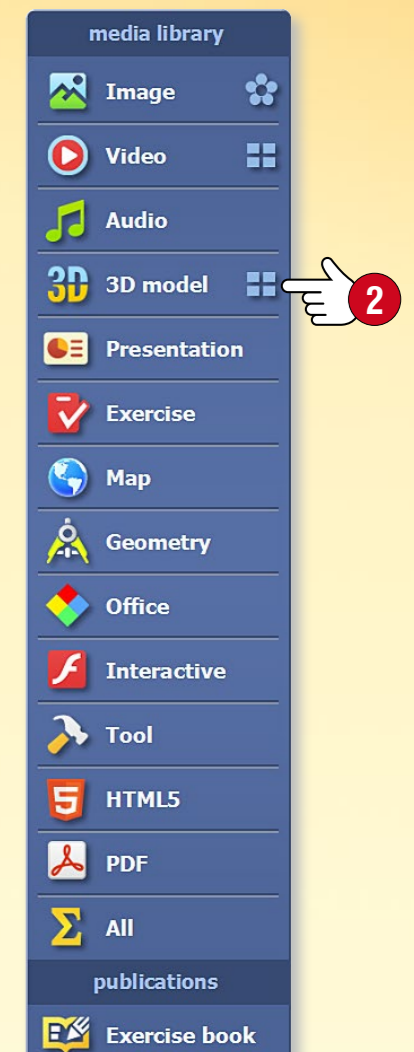 media library
Image
Video
Audio
3D 3D model
2
Presentation
Exercise
Map
Geometry
Office
Interactive
Tool
5 HTML5
PDF
Σ All
publications
Exercise book